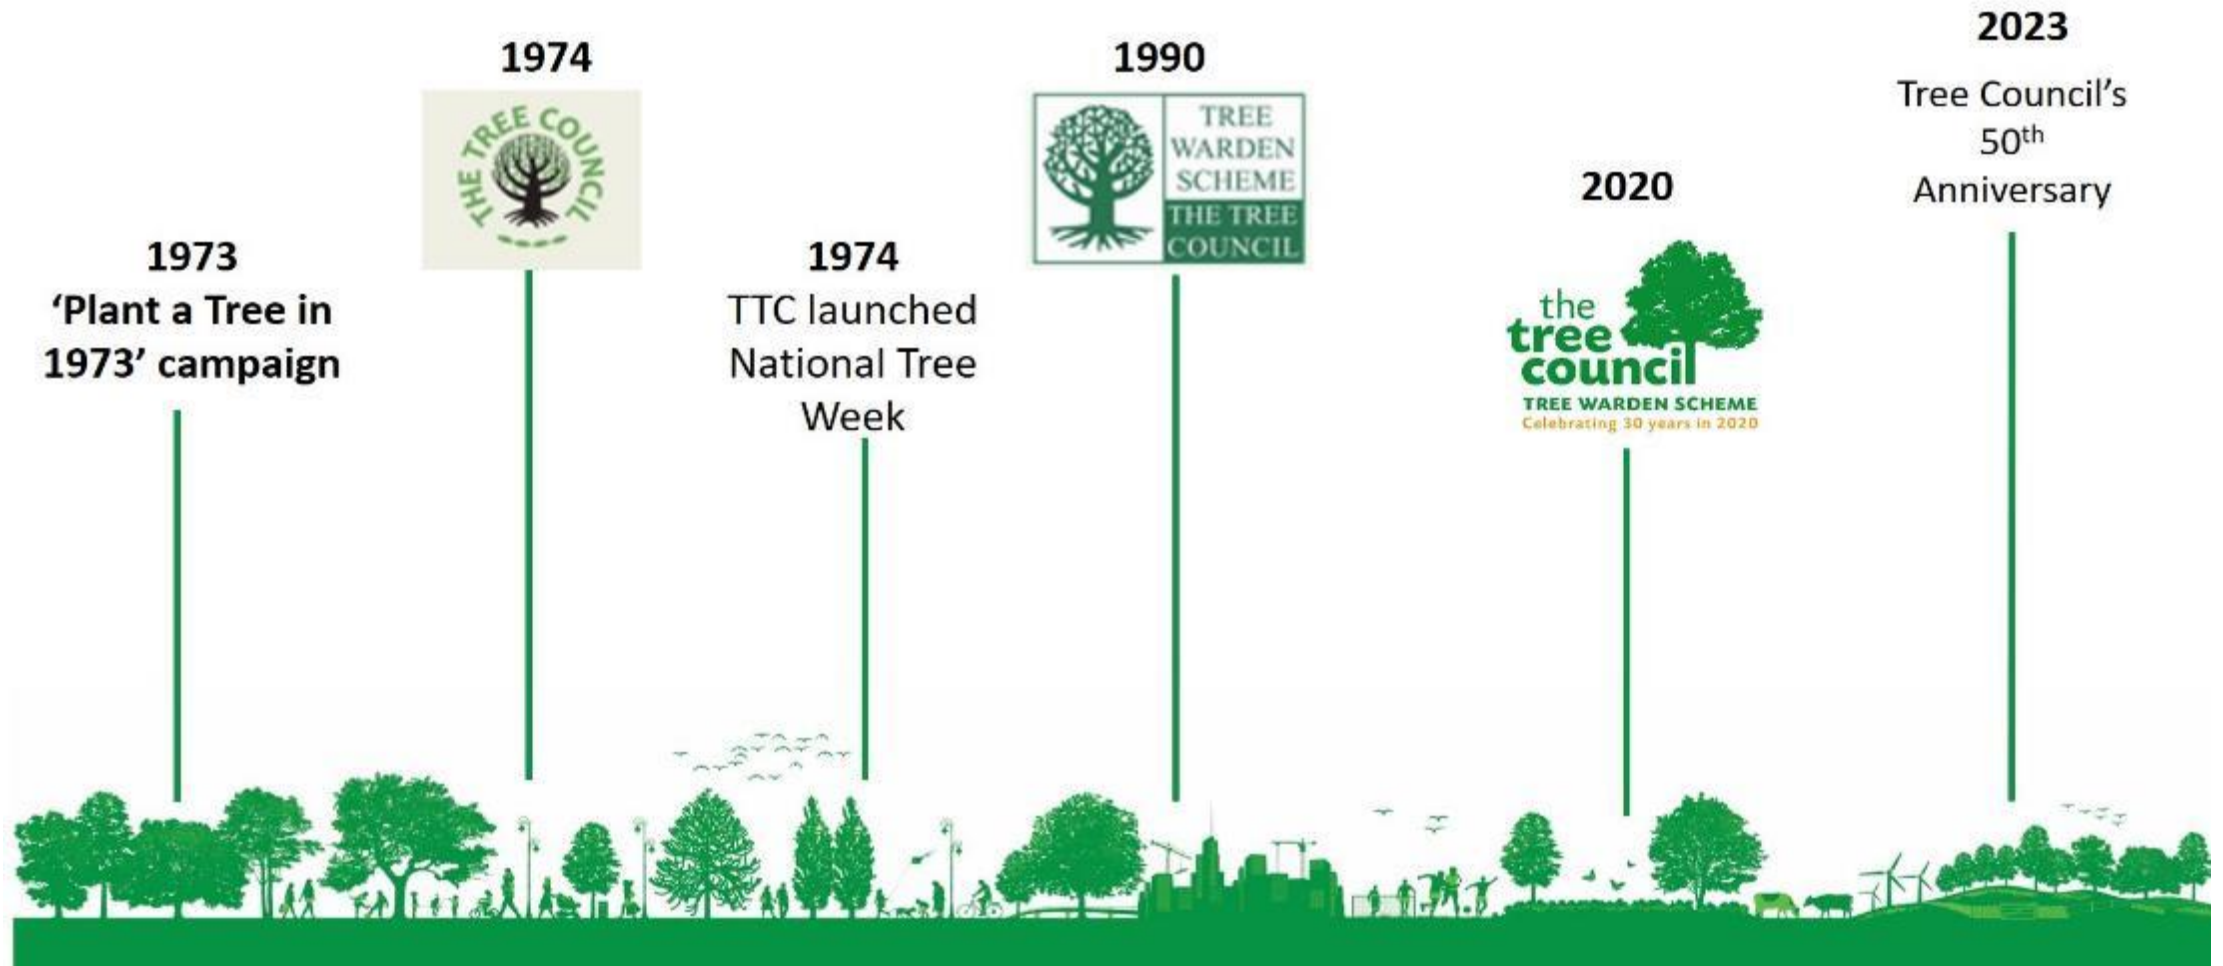 1973
‘Plant a Tree in
1973’ campaign
1974
THE TREE COUNCIL
1974
TTC launched
National Tree
Week
1990
TREE
WARDEN
SCHEME
THE TREE
COUNCIL
2020
the
tree
council
TREE WARDEN SCHEME
Celebrating 30 years in 2020
2023
Tree Council’s
50th
Anniversary